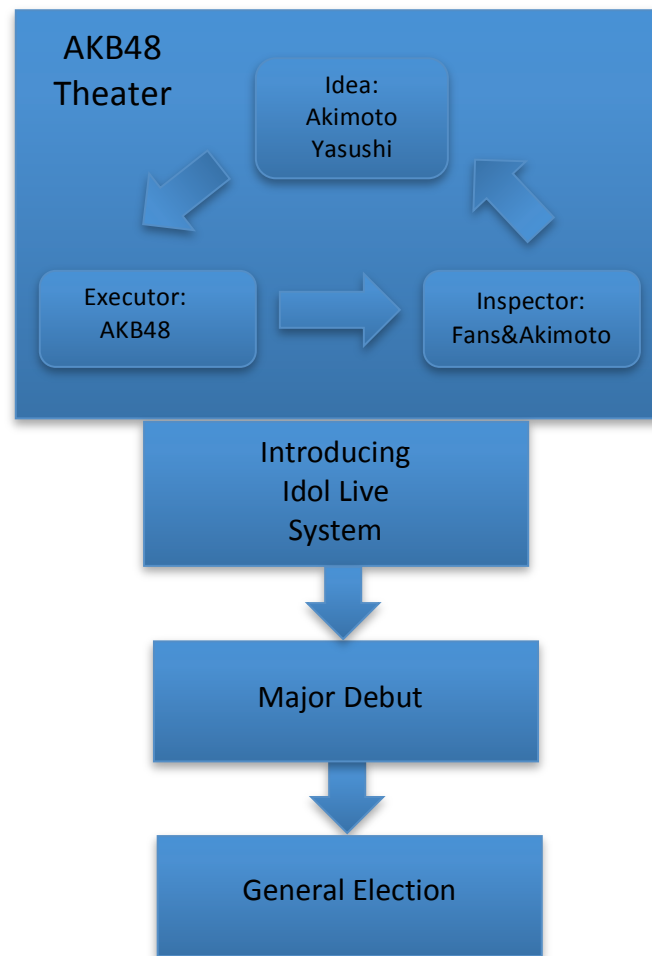 AKB48
Theater
Idea:
Akimoto
Yasushi
Executor:
AKB48
Inspector:
Fans&Akimoto
Introducing
Idol Live
System
Major Debut
General Election